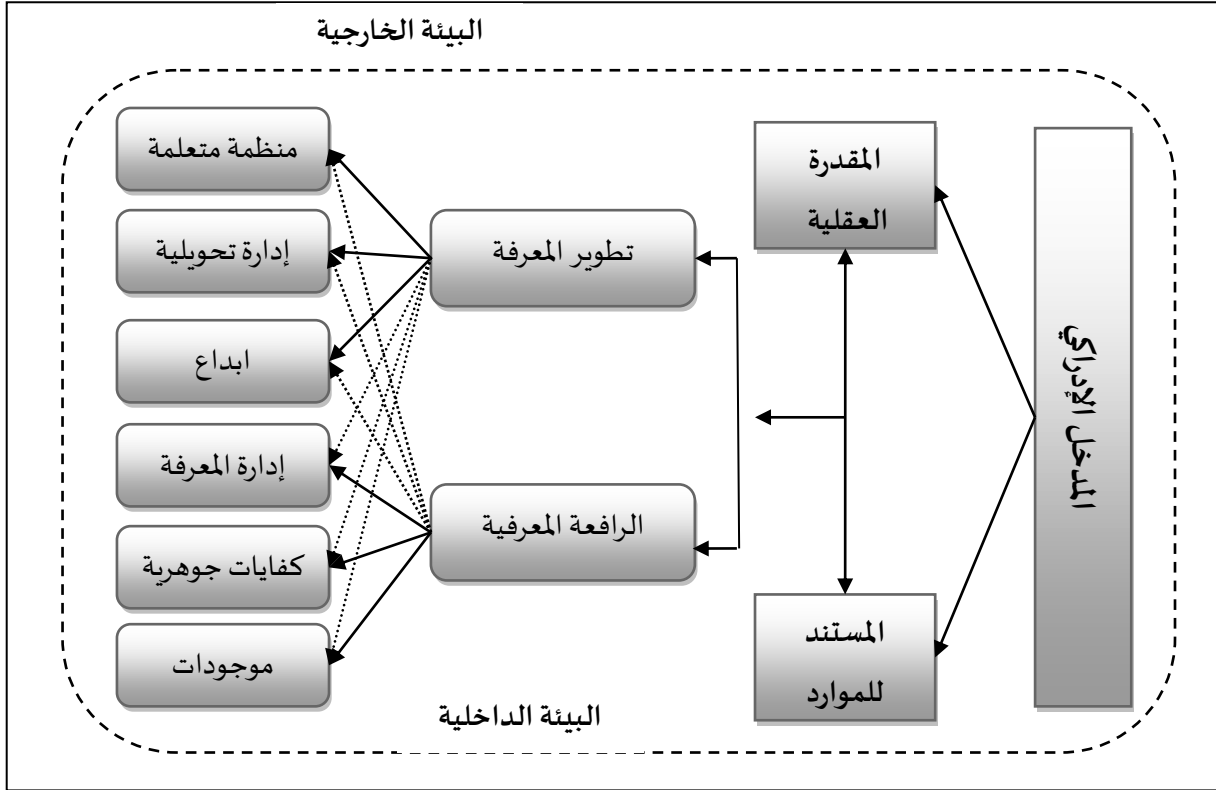 البيئة الخارجية
المدخل الإدراكي
المقدرة
العقلية
المستند
للموارد
تطوير المعرفة
الرافعة المعرفية
منظمة متعلمة
إدارة تحويلية
ابداع
إدارة المعرفة
كفايات جوهرية
موجودات
البيئة الداخلية